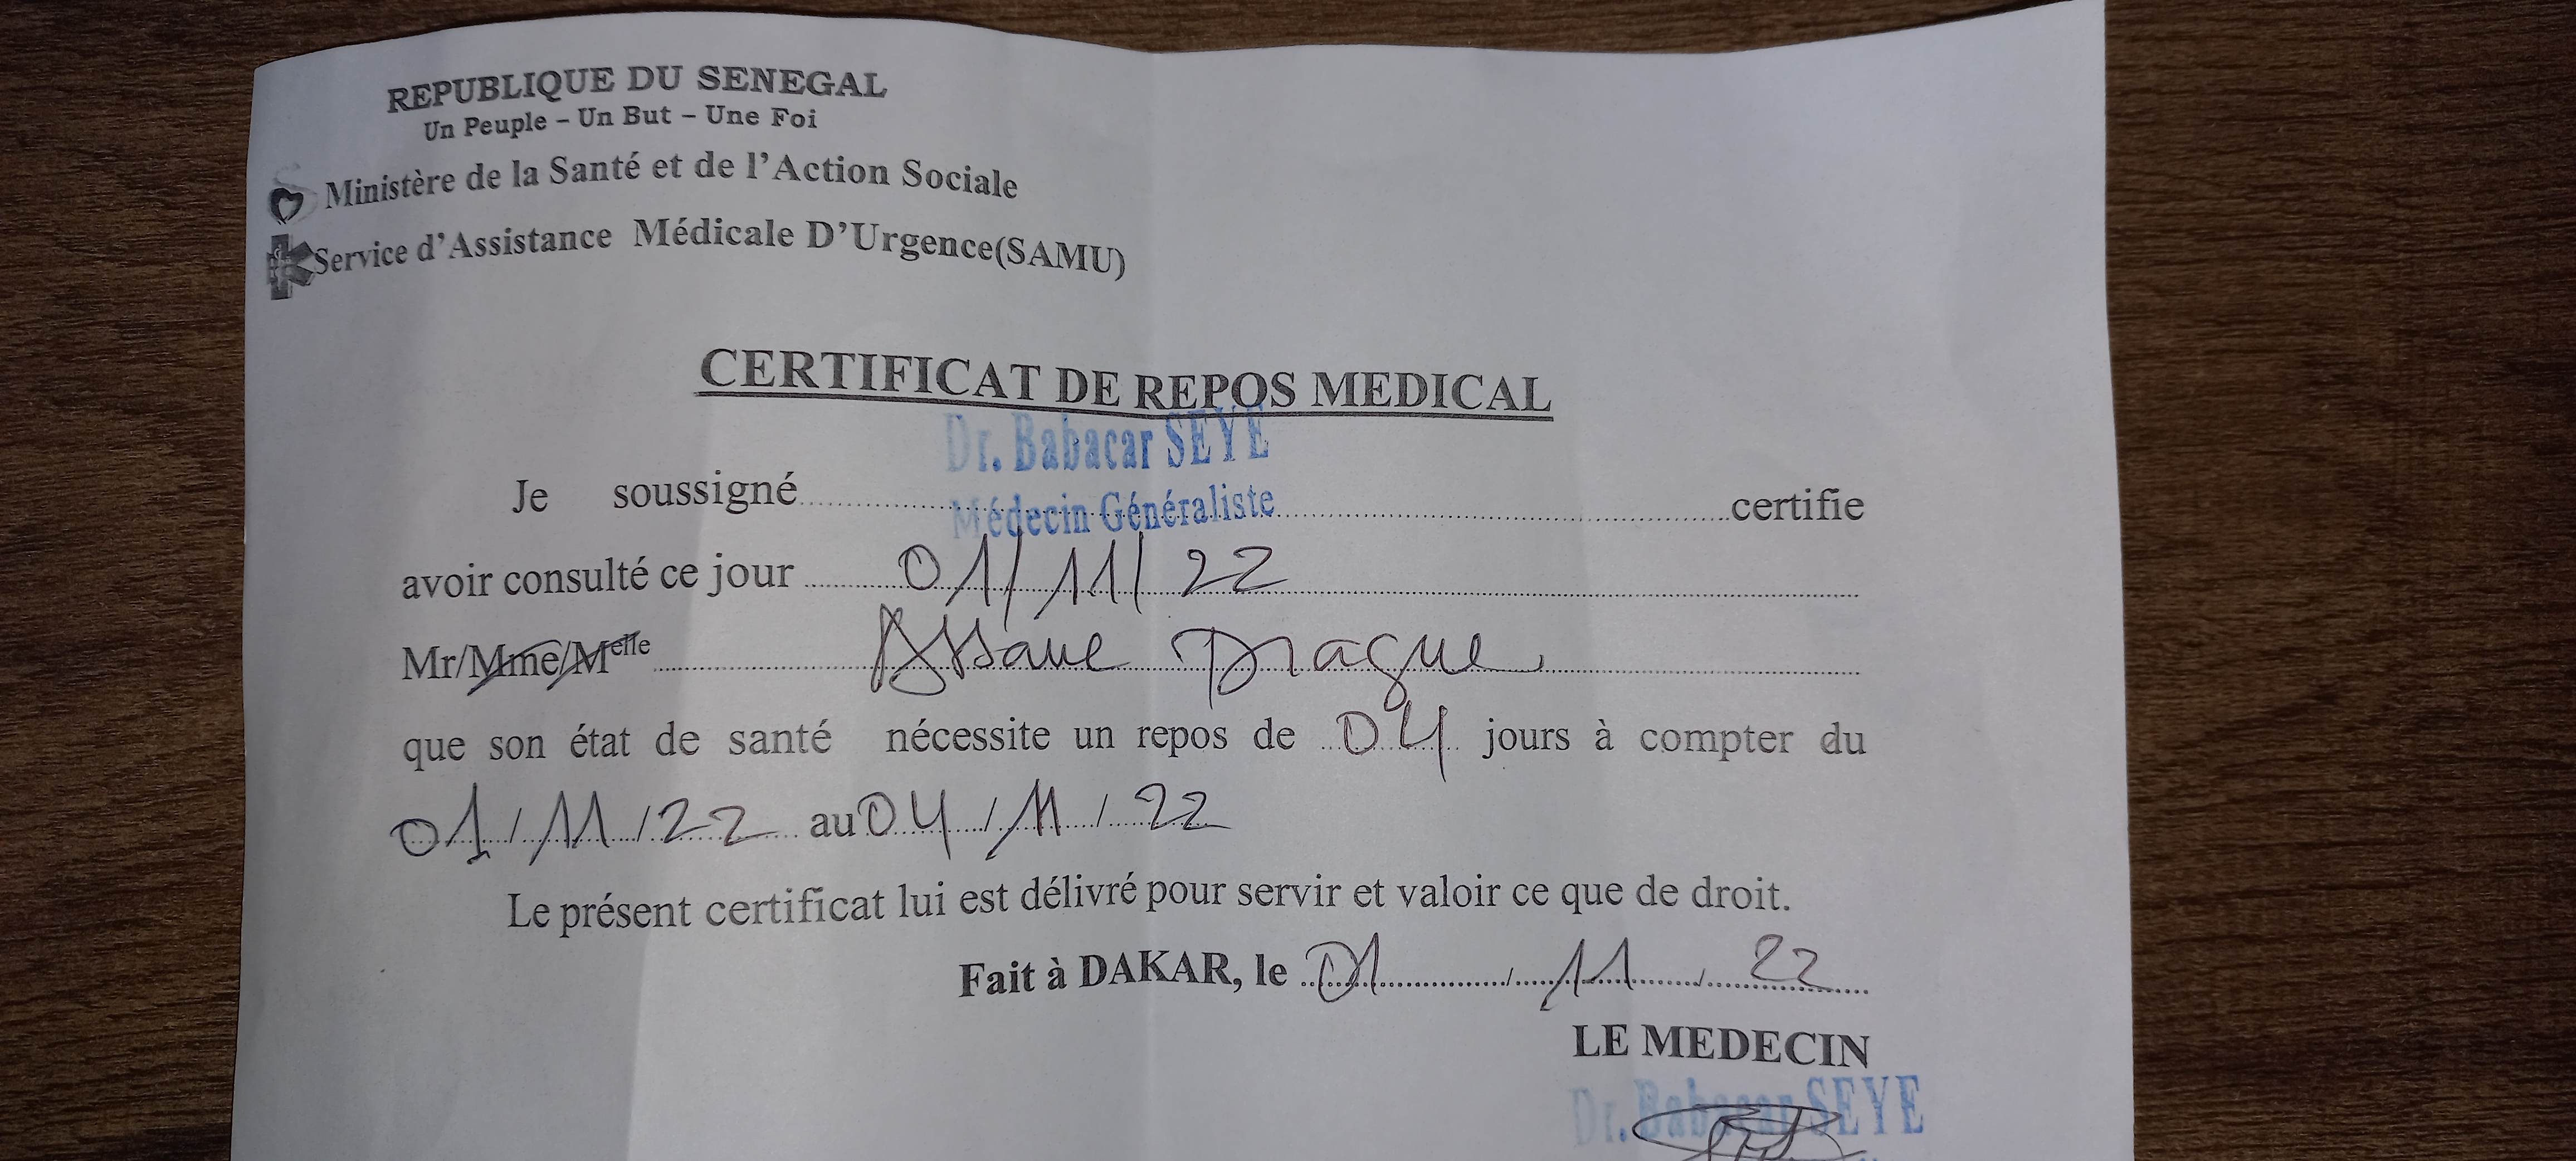 REPUBLIQUE DU SENEGAL
Un Peuple – Un But – Une Foi
Ministère de la Santé et de l'Action Sociale
Service d'Assistance Médicale D'Urgence(SAMU)
CERTIFICAT DE REPOS MEDICAL
Dr. Babacar SEYE
Je soussigné Médecin Généraliste certifie
avoir consulté ce jour 01/11/22
Mr/Mme/Melle Assane Diagne
que son état de santé nécessite un repos de 04 jours à compter du
01/11/22 au 04/11/22
Le présent certificat lui est délivré pour servir et valoir ce que de droit.
Fait à DAKAR, le 01/11/22
LE MEDECIN
Dr. Babacar SEYE